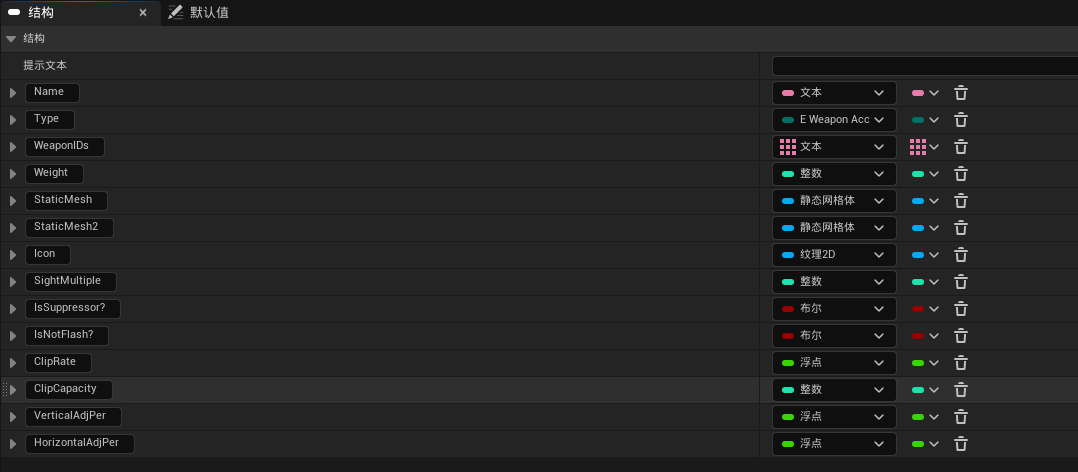 结构 默认值
结构
提示文本
Name 文本
Type E Weapon Acc
WeaponIDs 文本
Weight 整数
StaticMesh 静态网格体
StaticMesh2 静态网格体
Icon 纹理2D
SightMultiple 整数
IsSuppressor? 布尔
IsNotFlash? 布尔
ClipRate 浮点
ClipCapacity 整数
VerticalAdjPer 浮点
HorizontalAdjPer 浮点